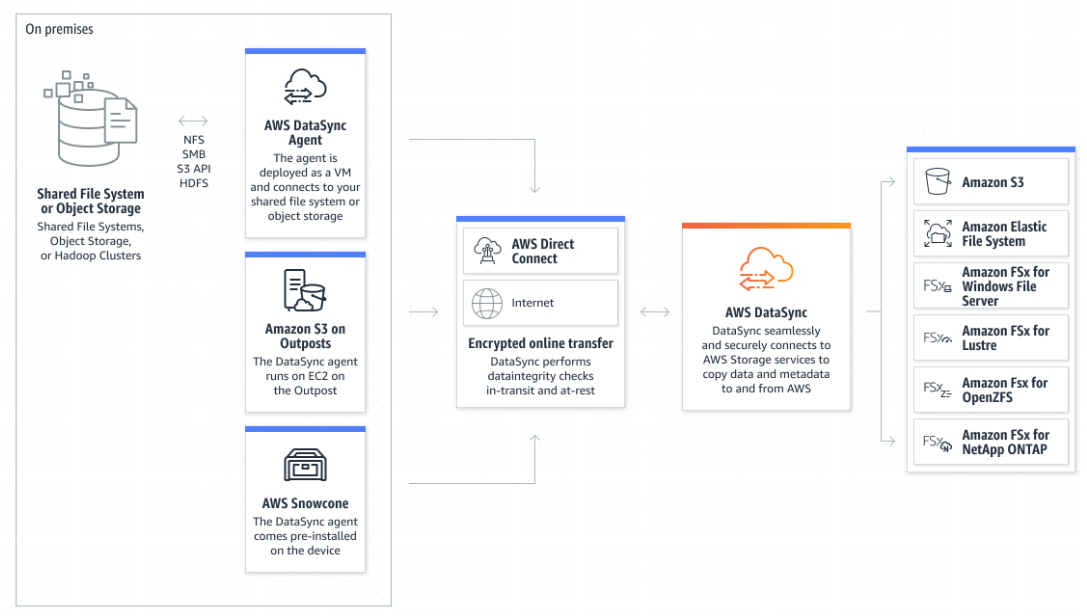 On premises
Shared File System
or Object Storage
Shared File Systems,
Object Storage,
or Hadoop Clusters
NFS
SMB
S3 API
HDFS
AWS DataSync
Agent
The agent is
deployed as a VM
and connects to your
shared file system or
object storage
Amazon S3 on
Outposts
The DataSync agent
runs on EC2 on
the Outpost
AWS Snowcone
The DataSync agent
comes pre-installed
on the device
AWS Direct
Connect
Internet
Encrypted online transfer
DataSync performs
dataintegrity checks
in-transit and at-rest
AWS DataSync
DataSync seamlessly
and securely connects to
AWS Storage services to
copy data and metadata
to and from AWS
Amazon S3
Amazon Elastic
File System
FSx
Amazon FSx for
Windows File
Server
FSx
Amazon FSx for
Lustre
FSx
Amazon Fsx for
OpenZFS
FSx
Amazon FSx for
NetApp ONTAP